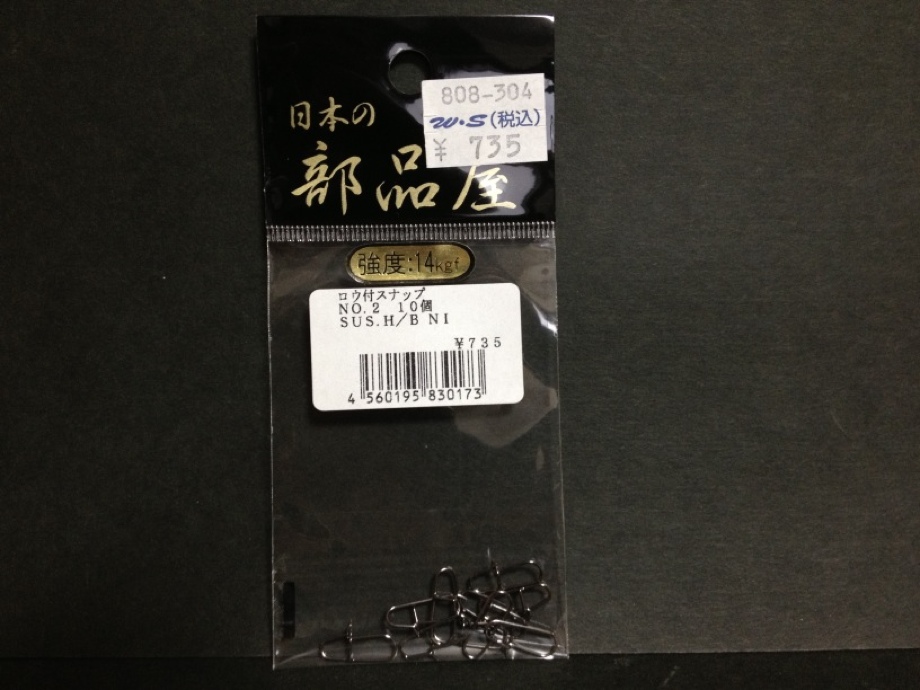 808-304
W・S(税込)
¥ 735
日本の
部品屋
強度:14kgf
ロウ付スナップ
NO.2 10個
SUS.H/B NI
¥735
4 560195 830173